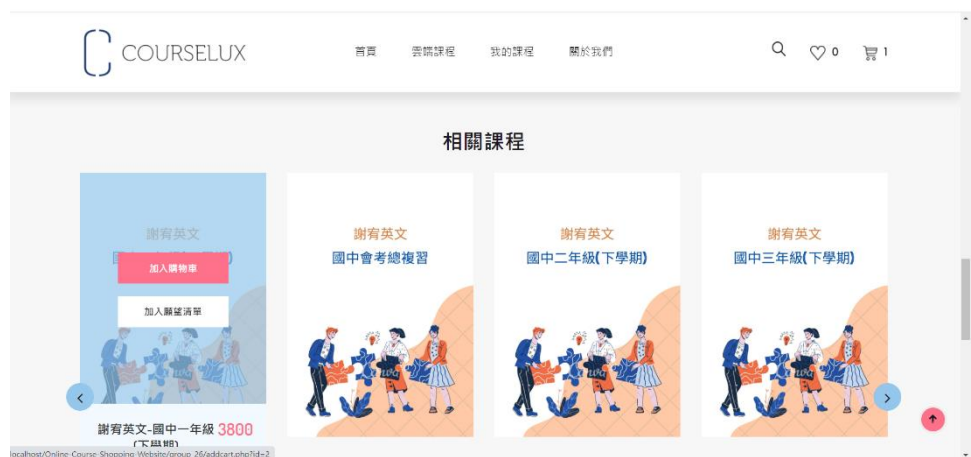 COURSELUX
首頁 雲端課程 我的課程 關於我們
0 1
相關課程
謝宥英文
加入購物車
加入願望清單
謝宥英文-國中一年級 3800
(下學期)
謝宥英文
國中會考總複習
謝宥英文
國中二年級(下學期)
謝宥英文
國中三年級(下學期)
localhost/Online-Course-Shopping-Website/group_26/addcart.php?id=2